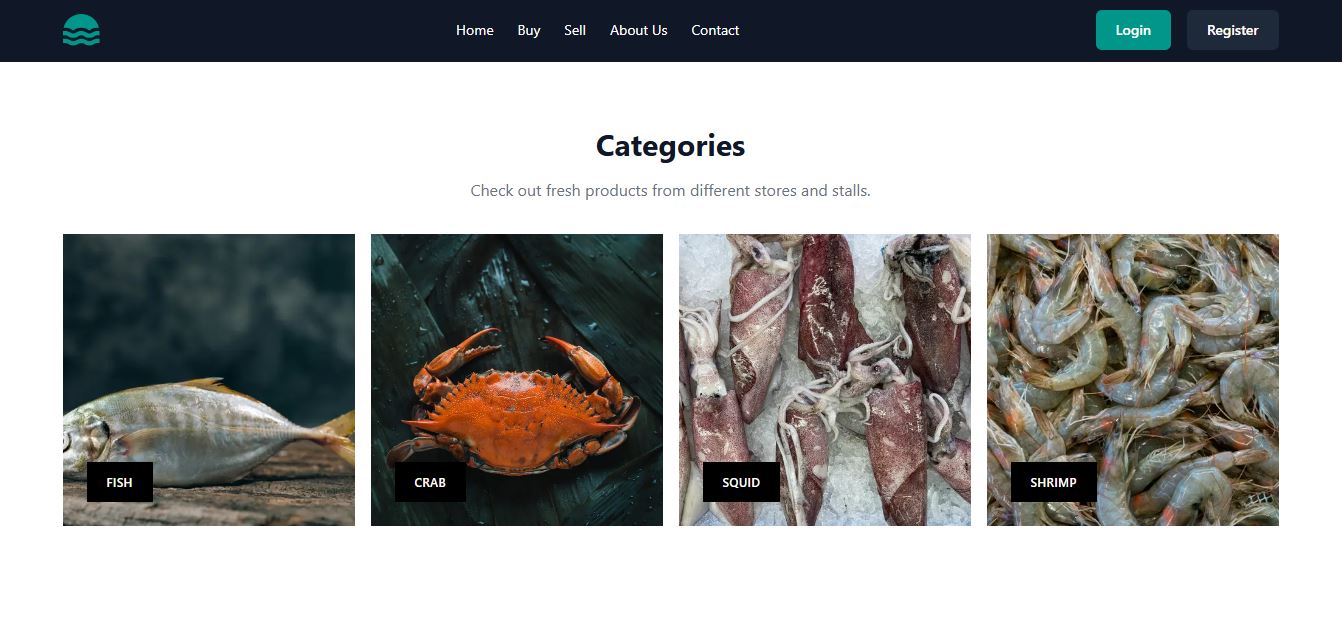 Home Buy Sell About Us Contact Login Register
Categories
Check out fresh products from different stores and stalls.
FISH CRAB SQUID SHRIMP